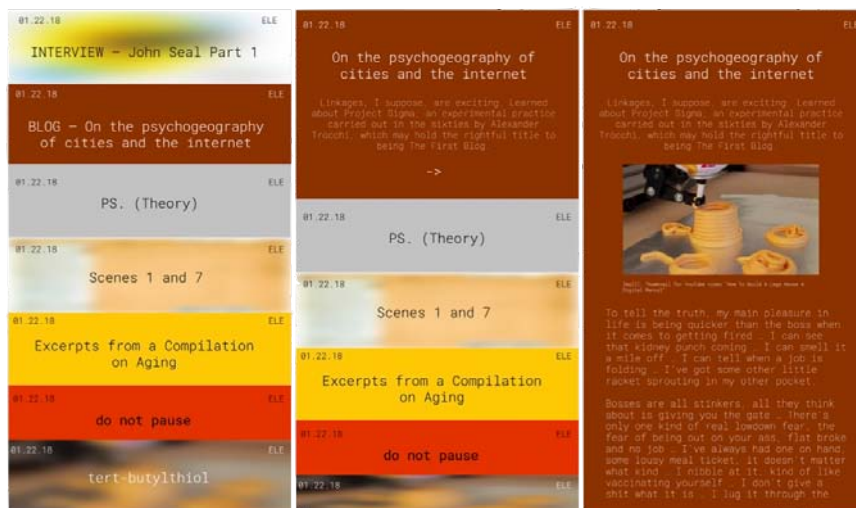 01.22.18 ELE
INTERVIEW – John Seal Part 1
01.22.18 ELE
BLOG – On the psychogeography
of cities and the internet
01.22.18 ELE
PS. (Theory)
01.22.18 ELE
Scenes 1 and 7
01.22.18 ELE
Excerpts from a Compilation
on Aging
01.22.18 ELE
do not pause
01.22.18 ELE
tert-butylthiol
01.22.18 ELE
On the psychogeography of
cities and the internet
Linkages, I suppose, are exciting. Learned
about Project Sigma, an experimental practice
carried out in the sixties by Alexander
Trocchi, which may hold the rightful title to
being The First Blog.
->
01.22.18 ELE
PS. (Theory)
01.22.18 ELE
Scenes 1 and 7
01.22.18 ELE
Excerpts from a Compilation
on Aging
01.22.18 ELE
do not pause
01.22.18 ELE
01.22.18 ELE
On the psychogeography of
cities and the internet
Linkages, I suppose, are exciting. Learned
about Project Sigma, an experimental practice
carried out in the sixties by Alexander
Trocchi, which may hold the rightful title to
being The First Blog.
To tell the truth, my main pleasure in
life is being quicker than the boss when
it comes to getting fired … I can see
that kidney punch coming … I can smell it
a mile off … I can tell when a job is
folding … I've got some other little
racket sprouting in my other pocket.
Bosses are all stinkers, all they think
about is giving you the gate … There's
only one kind of real lowdown fear, the
fear of being out on your ass, flat broke
and no job … I've always had one on hand,
some lousy meal ticket, it doesn't matter
what kind … I nibble at it, kind of like
vaccinating yourself … I don't give a
shit what it is … I lug it through the